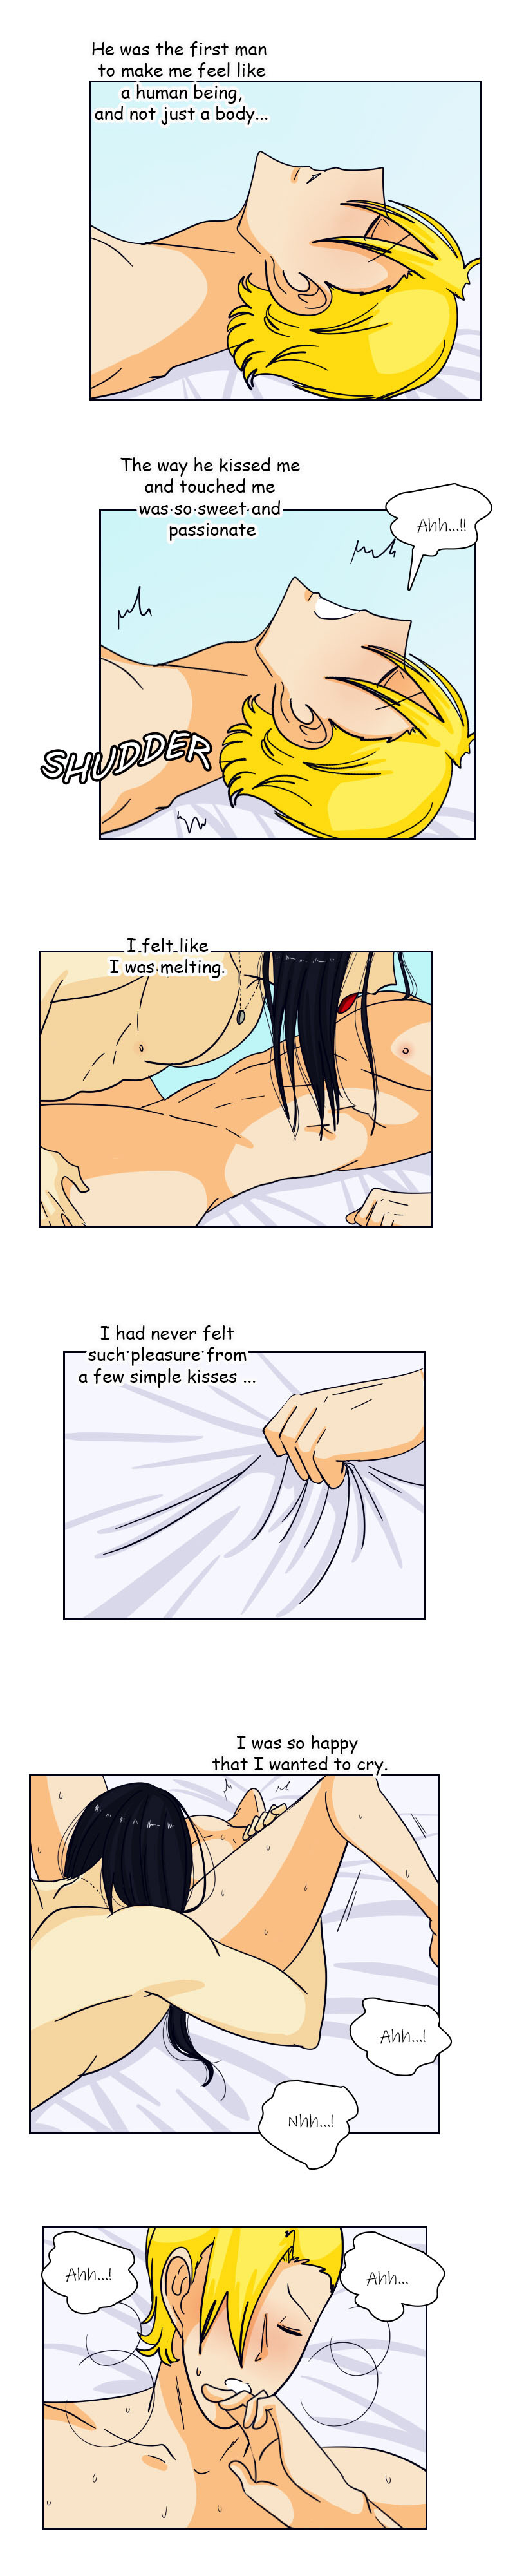 He was the first man
to make me feel like
a human being,
and not just a body...
The way he kissed me
and touched me
was so sweet and
passionate
Ahh...!!
SHUDDER
I felt like
I was melting.
I had never felt
such pleasure from
a few simple kisses ...
I was so happy
that I wanted to cry.
Ahh...!
Nhh...!
Ahh...!
Ahh...